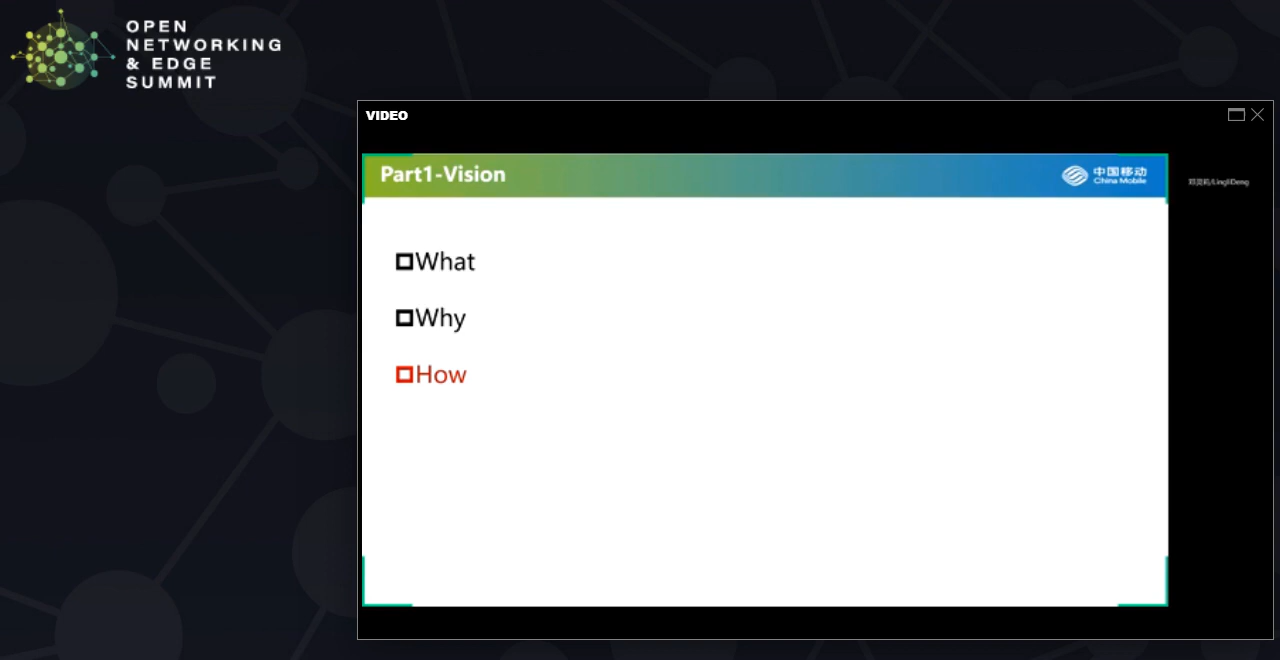 OPEN
NETWORKING
& EDGE
SUMMIT
VIDEO
Part1-Vision
中国移动
China Mobile
What
Why
How